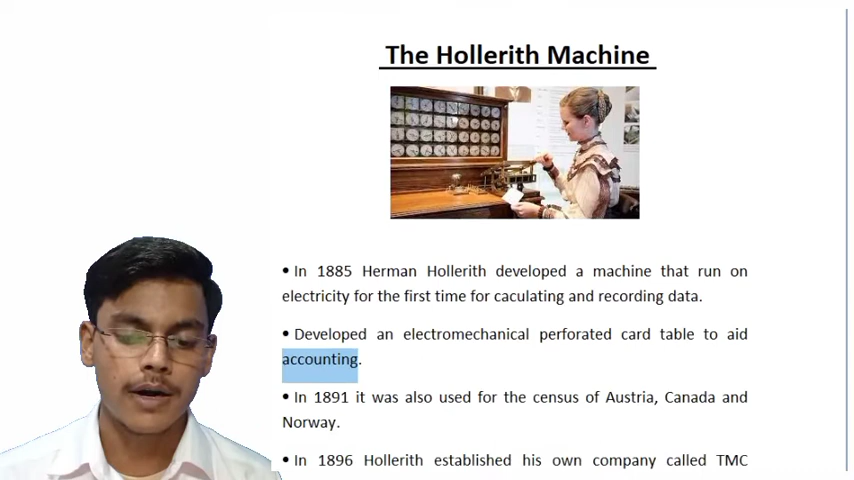 The Hollerith Machine
• In 1885 Herman Hollerith developed a machine that run on
electricity for the first time for caculating and recording data.
• Developed an electromechanical perforated card table to aid
accounting.
• In 1891 it was also used for the census of Austria, Canada and
Norway.
• In 1896 Hollerith established his own company called TMC